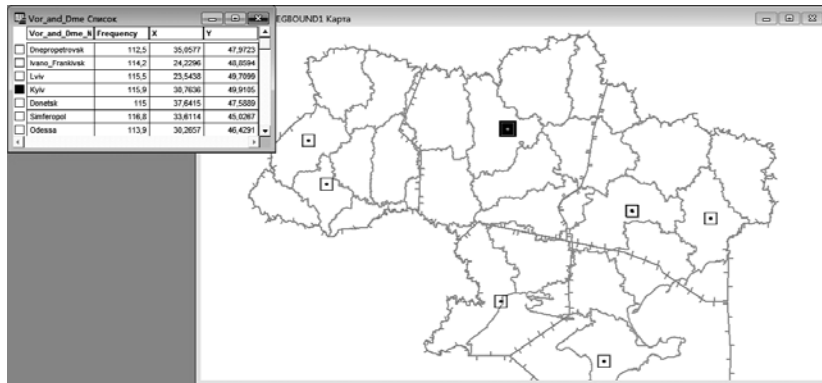 Vor_and_Dme Список
EGBOUND1 Карта
Vor_and_Dme_N Frequency X Y
Dnepropetrovsk 112,5 35,0577 47,9723
Ivano_Frankivsk 114,2 24,2296 48,8594
Lviv 115,5 23,5438 49,7099
Kyiv 115,9 30,7636 49,9105
Donetsk 115 37,6415 47,5889
Simferopol 116,8 33,6114 45,0267
Odessa 113,9 30,2657 46,4291